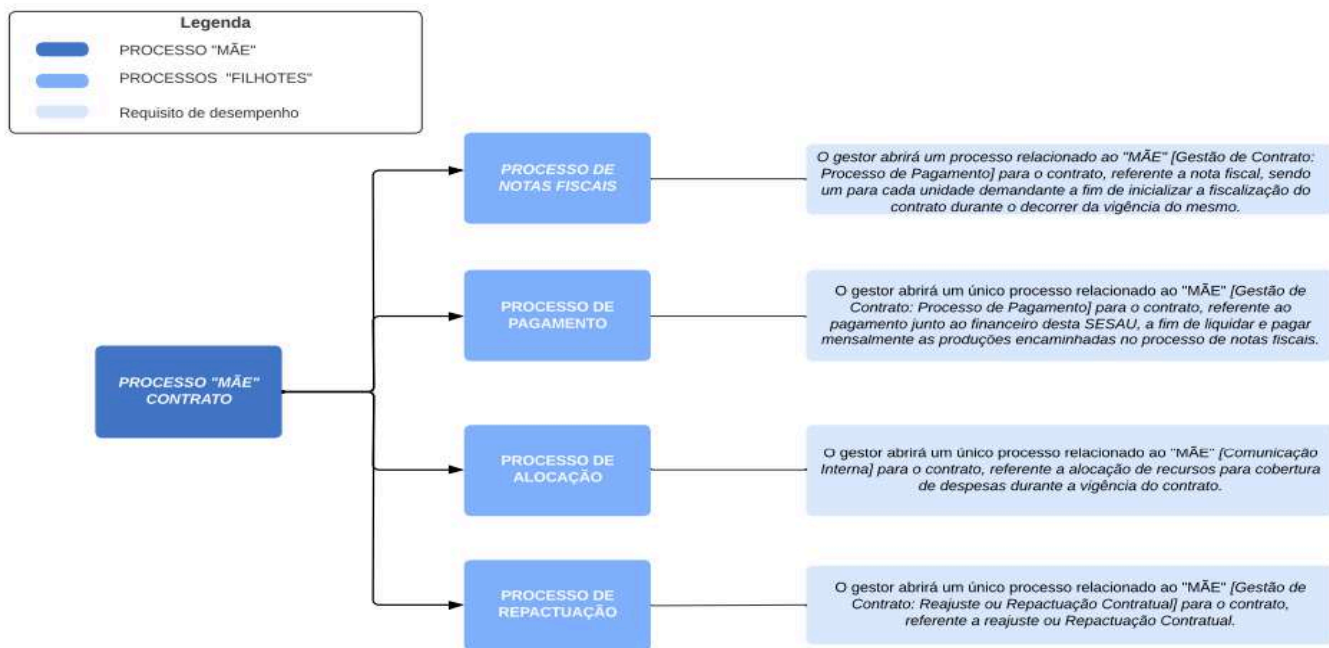 Legenda
PROCESSO "MÃE"
PROCESSOS "FILHOTES"
Requisito de desempenho
PROCESSO "MÃE"
CONTRATO
PROCESSO DE
NOTAS FISCAIS
O gestor abrirá um processo relacionado ao "MÃE" [Gestão de Contrato:
Processo de Pagamento] para o contrato, referente a nota fiscal, sendo
um para cada unidade demandante a fim de inicializar a fiscalização do
contrato durante o decorrer da vigência do mesmo.
PROCESSO DE
PAGAMENTO
O gestor abrirá um único processo relacionado ao "MÃE" [Gestão de
Contrato: Processo de Pagamento] para o contrato, referente ao
pagamento junto ao financeiro desta SESAU, a fim de liquidar e pagar
mensalmente as produções encaminhadas no processo de notas fiscais.
PROCESSO DE
ALOCAÇÃO
O gestor abrirá um único processo relacionado ao "MÃE" [Comunicação
Interna] para o contrato, referente a alocação de recursos para cobertura
de despesas durante a vigência do contrato.
PROCESSO DE
REPACTUAÇÃO
O gestor abrirá um único processo relacionado ao "MÃE" [Gestão de
Contrato: Reajuste ou Repactuação Contratual] para o contrato,
referente a reajuste ou Repactuação Contratual.